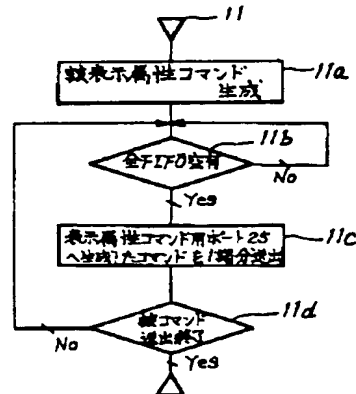 11
該表示属性コマンド
生成
11a
11b
全FIFO空有
No
Yes
表示属性コマンド用ポート25
へ生成したコマンドを1語分送出
11c
11d
該コマンド
送出終了
No
Yes